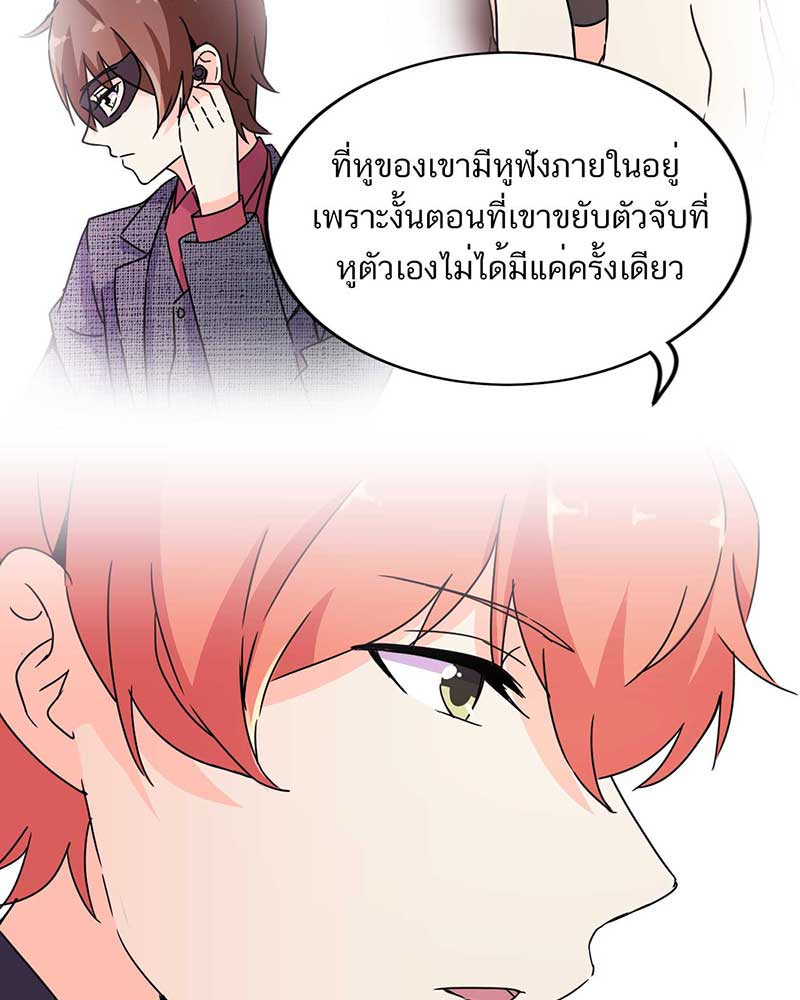 ที่หูของเขามีหูฟังภายในอยู่
เพราะงั้นตอนที่เขาขยับตัวจับที่
หูตัวเองไม่ได้มีแค่ครั้งเดียว